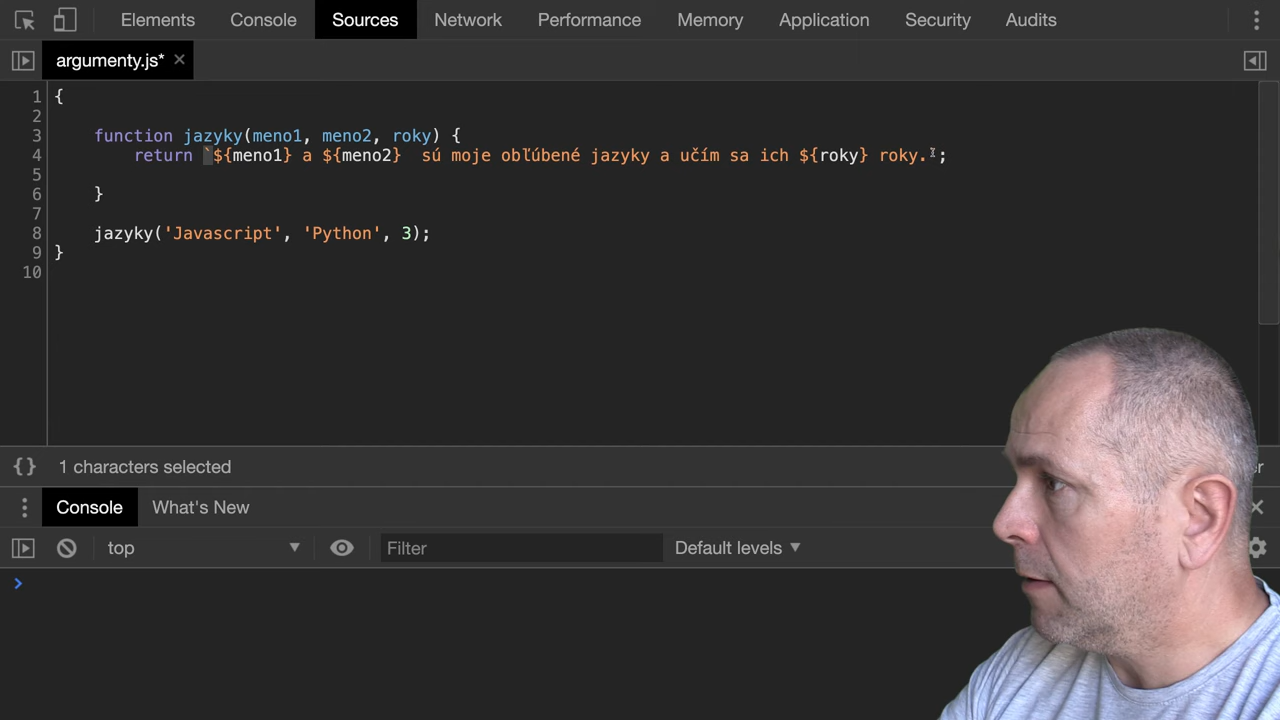 Elements Console Sources Network Performance Memory Application Security Audits
argumenty.js* ×
1 {
2
3 function jazyky(meno1, meno2, roky) {
4 return `${meno1} a ${meno2}  sú moje obľúbené jazyky a učím sa ich ${roky} roky.`;
5
6 }
7
8 jazyky('Javascript', 'Python', 3);
9 }
10
{} 1 characters selected
Console What's New
top Filter Default levels
>